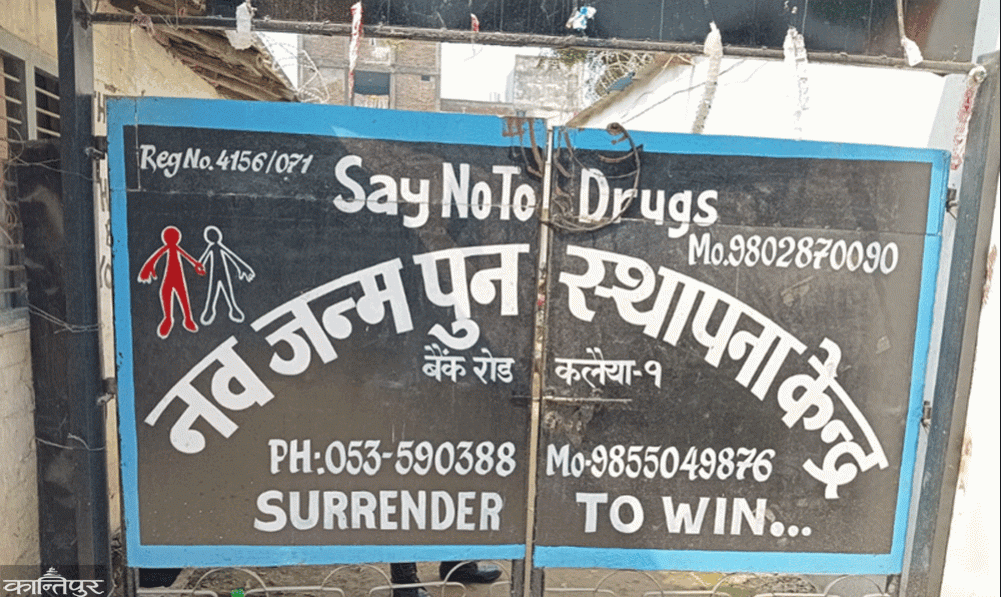 Reg No. 4156/071
Say No To Drugs
Mo.9802870090
नव जन्म पुन स्थापना केन्द्र
बैंक रोड कलैया-१
PH:053-590388 Mo-9855049876
SURRENDER TO WIN...
कान्तिपुर